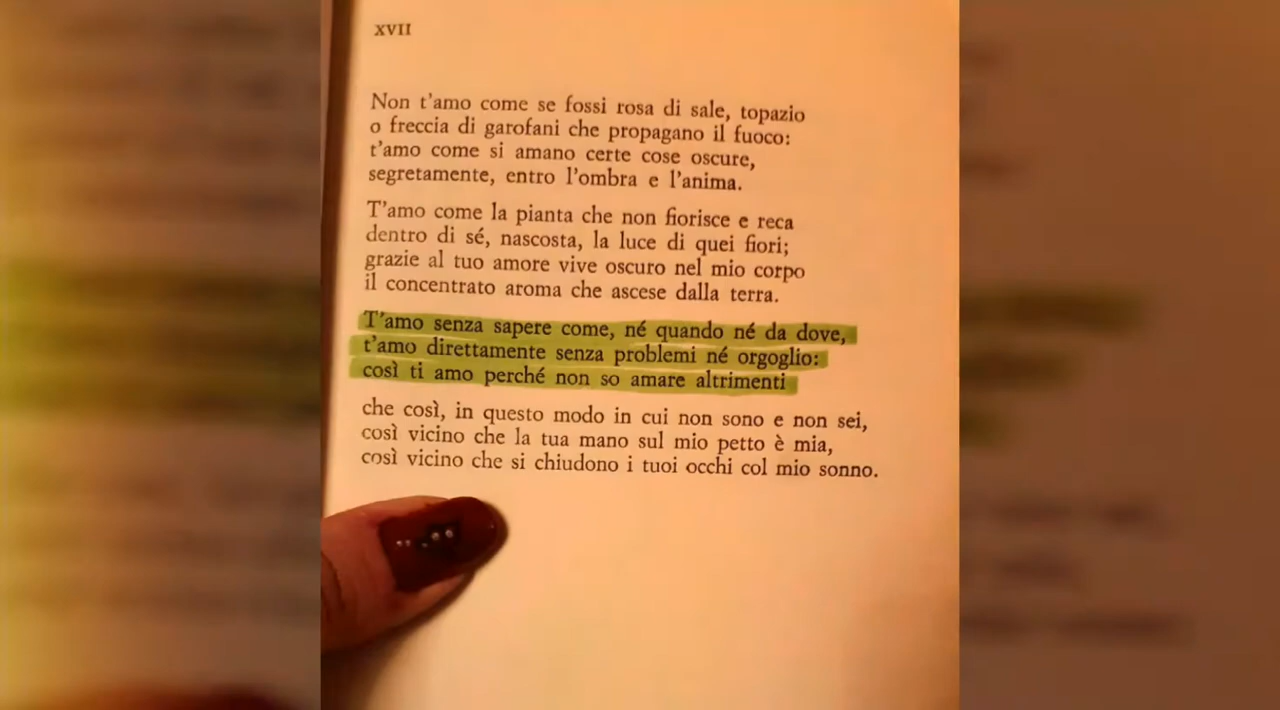 XVII
Non t'amo come se fossi rosa di sale, topazio
o freccia di garofani che propagano il fuoco:
t'amo come si amano certe cose oscure,
segretamente, entro l'ombra e l'anima.
T'amo come la pianta che non fiorisce e reca
dentro di sé, nascosta, la luce di quei fiori;
grazie al tuo amore vive oscuro nel mio corpo
il concentrato aroma che ascese dalla terra.
T'amo senza sapere come, né quando né da dove,
t'amo direttamente senza problemi né orgoglio:
così ti amo perché non so amare altrimenti
che così, in questo modo in cui non sono e non sei,
così vicino che la tua mano sul mio petto è mia,
così vicino che si chiudono i tuoi occhi col mio sonno.